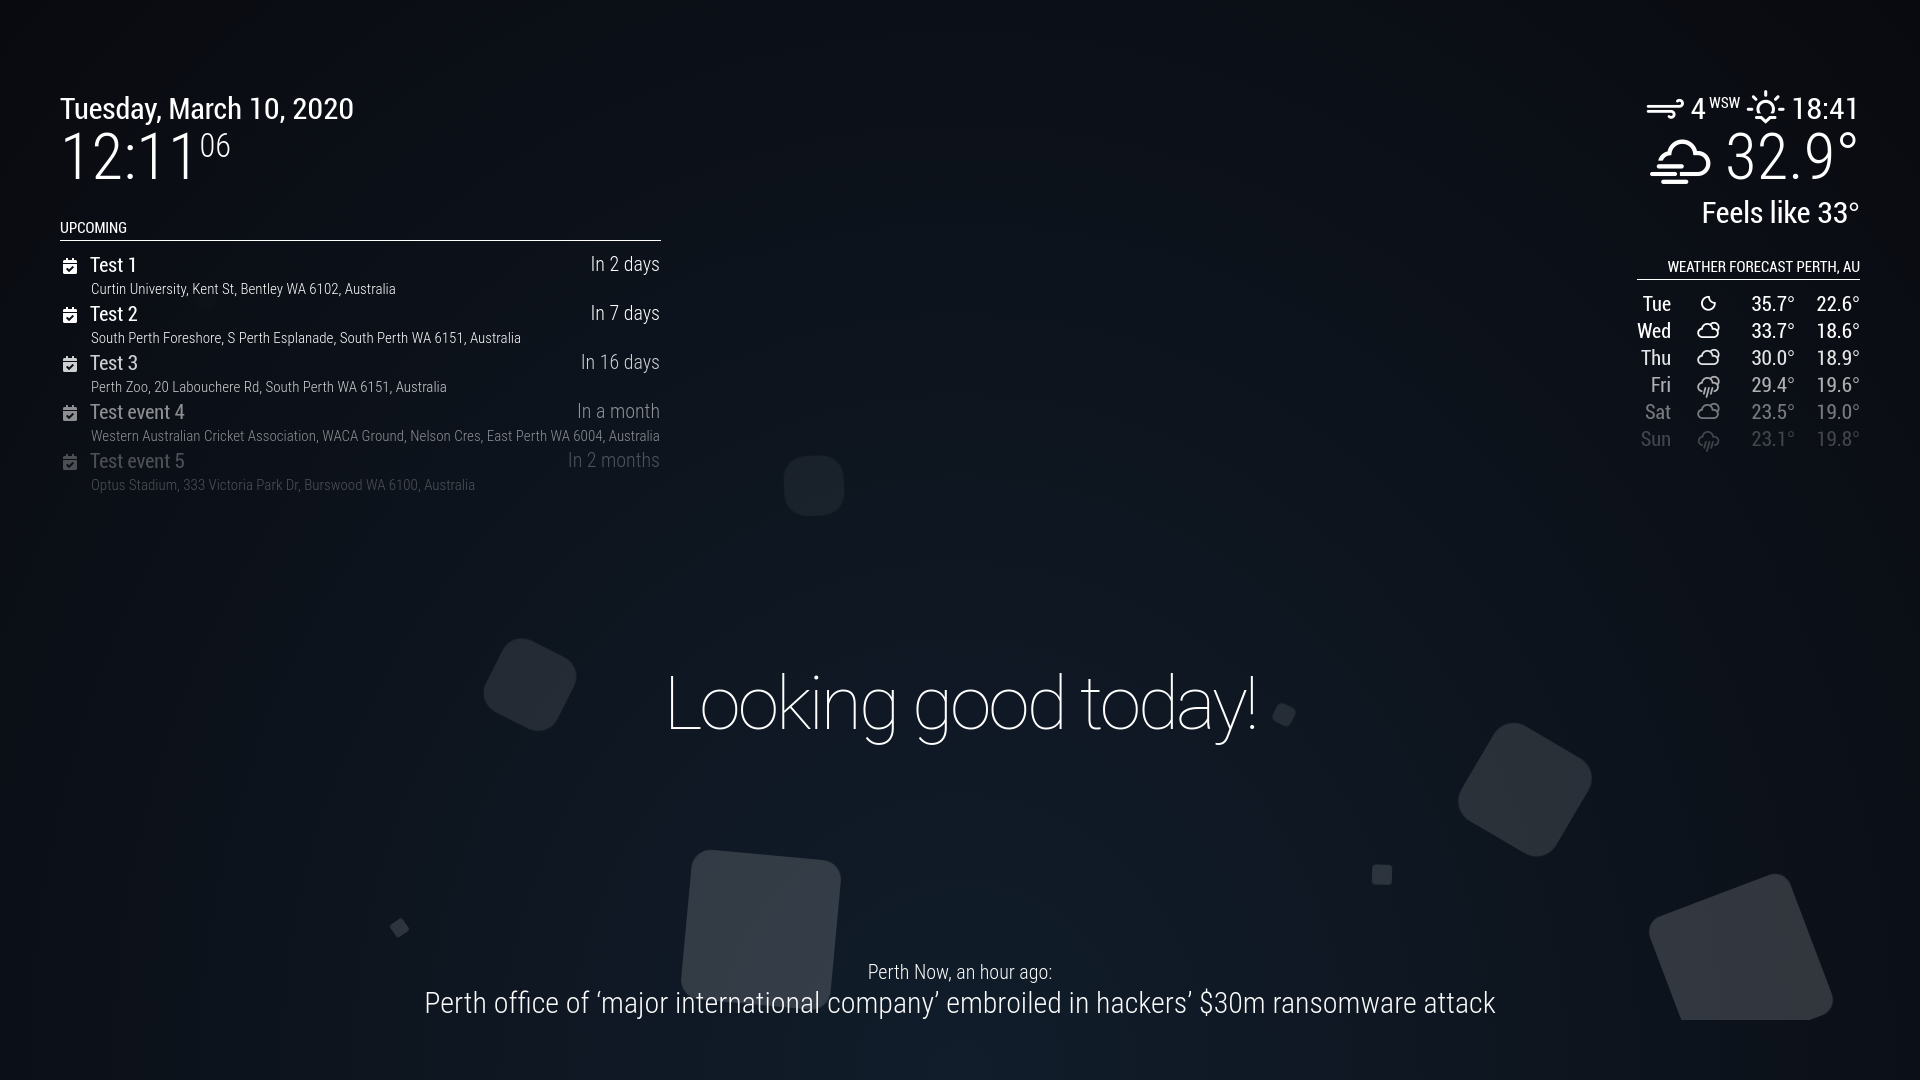 Tuesday, March 10, 2020
12:11 06
UPCOMING
Test 1 In 2 days
Curtin University, Kent St, Bentley WA 6102, Australia
Test 2 In 7 days
South Perth Foreshore, S Perth Esplanade, South Perth WA 6151, Australia
Test 3 In 16 days
Perth Zoo, 20 Labouchere Rd, South Perth WA 6151, Australia
Test event 4 In a month
Western Australian Cricket Association, WACA Ground, Nelson Cres, East Perth WA 6004, Australia
Test event 5 In 2 months
Optus Stadium, 333 Victoria Park Dr, Burswood WA 6100, Australia
4 WSW 18:41
32.9°
Feels like 33°
WEATHER FORECAST PERTH, AU
Tue 35.7° 22.6°
Wed 33.7° 18.6°
Thu 30.0° 18.9°
Fri 29.4° 19.6°
Sat 23.5° 19.0°
Sun 23.1° 19.8°
Looking good today!
Perth Now, an hour ago:
Perth office of ‘major international company’ embroiled in hackers’ $30m ransomware attack